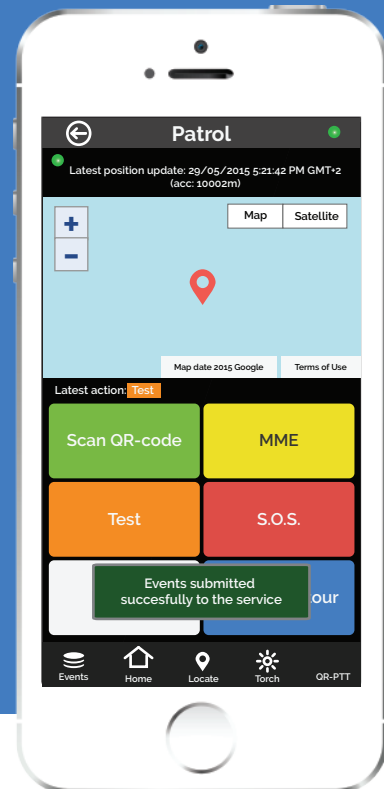 Patrol
Latest position update: 29/05/2015 5:21:42 PM GMT+2
(acc: 10002m)
+
Map
Satellite
−
Map date 2015 Google
Terms of Use
Latest action: Test
Scan QR-code
MME
Test
S.O.S.
Events submitted
succesfully to the service
our
Events
Home
Locate
Torch
QR-PTT